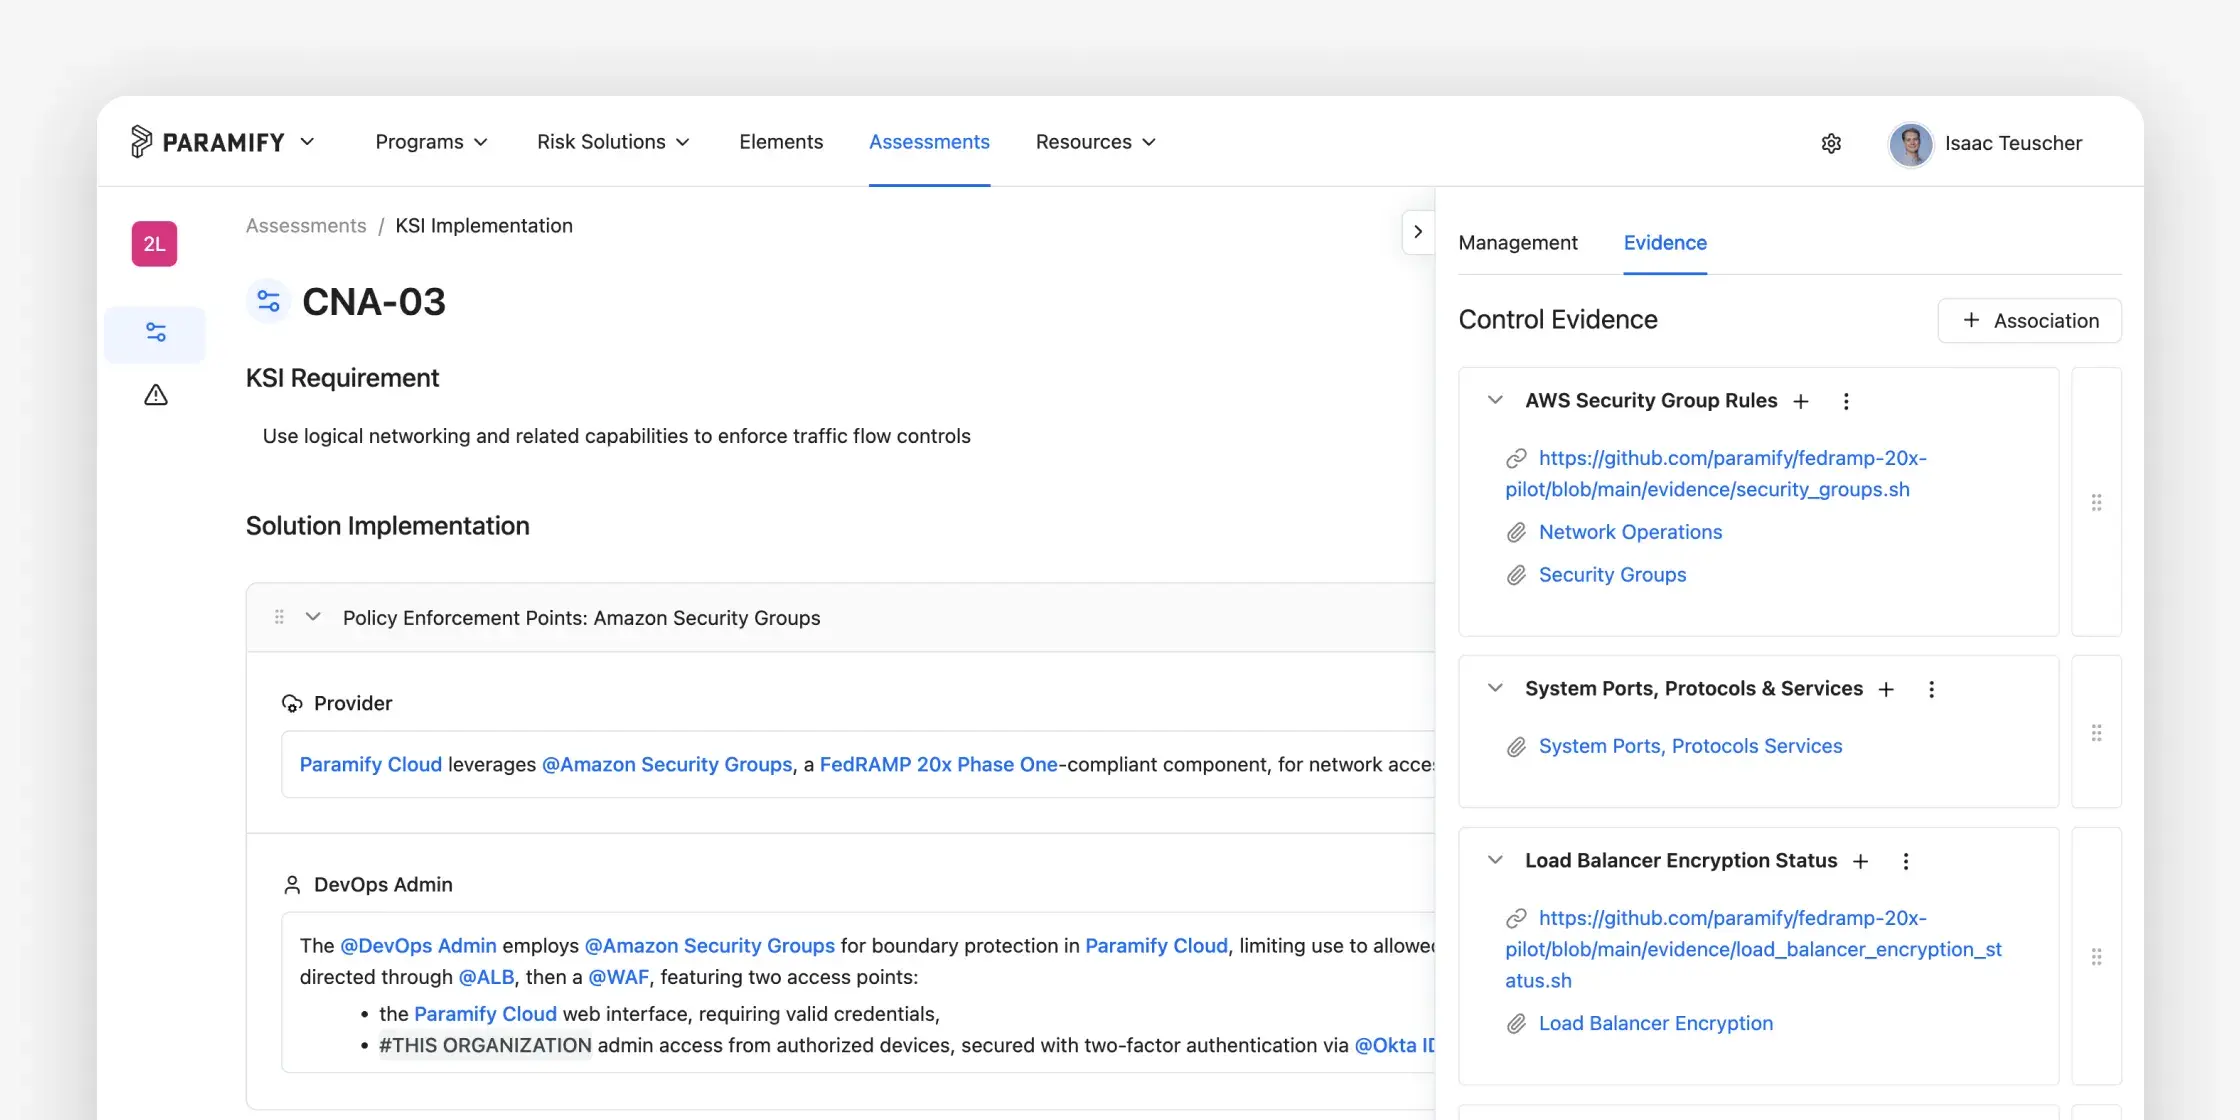 PARAMIFY
Programs
Risk Solutions
Elements
Assessments
Resources
Isaac Teuscher
2L
Assessments / KSI Implementation
CNA-03
KSI Requirement
Use logical networking and related capabilities to enforce traffic flow controls
Solution Implementation
Policy Enforcement Points: Amazon Security Groups
Provider
Paramify Cloud leverages @Amazon Security Groups, a FedRAMP 20x Phase One-compliant component, for network
DevOps Admin
The @DevOps Admin employs @Amazon Security Groups for boundary protection in Paramify Cloud, limiting use to
directed through @ALB, then a @WAF, featuring two access points:
• the Paramify Cloud web interface, requiring valid credentials,
• #THIS ORGANIZATION admin access from authorized devices, secured with two-factor authentication via @Okta
Management
Evidence
Control Evidence
+ Association
AWS Security Group Rules +
https://github.com/paramify/fedramp-20x-
pilot/blob/main/evidence/security_groups.sh
Network Operations
Security Groups
System Ports, Protocols & Services +
System Ports, Protocols Services
Load Balancer Encryption Status +
https://github.com/paramify/fedramp-20x-
pilot/blob/main/evidence/load_balancer_encryption_st
atus.sh
Load Balancer Encryption